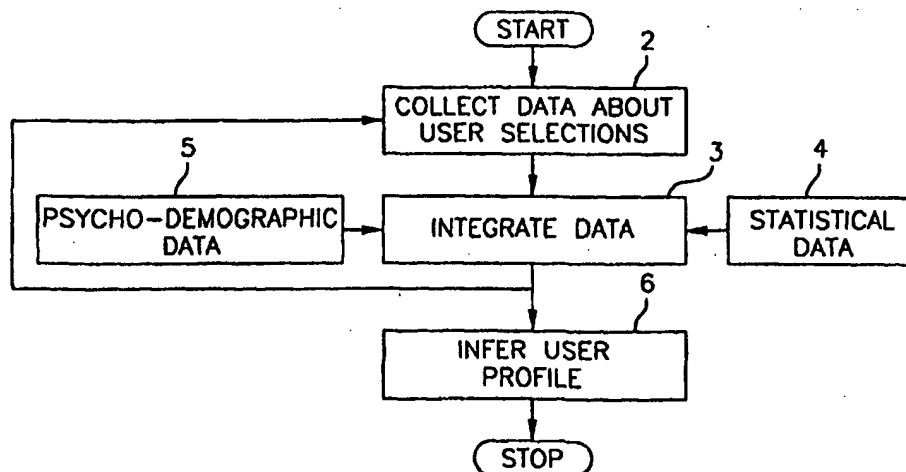 START
2
COLLECT DATA ABOUT
USER SELECTIONS
5
PSYCHO-DEMOGRAPHIC
DATA
3
INTEGRATE DATA
4
STATISTICAL
DATA
6
INFER USER
PROFILE
STOP